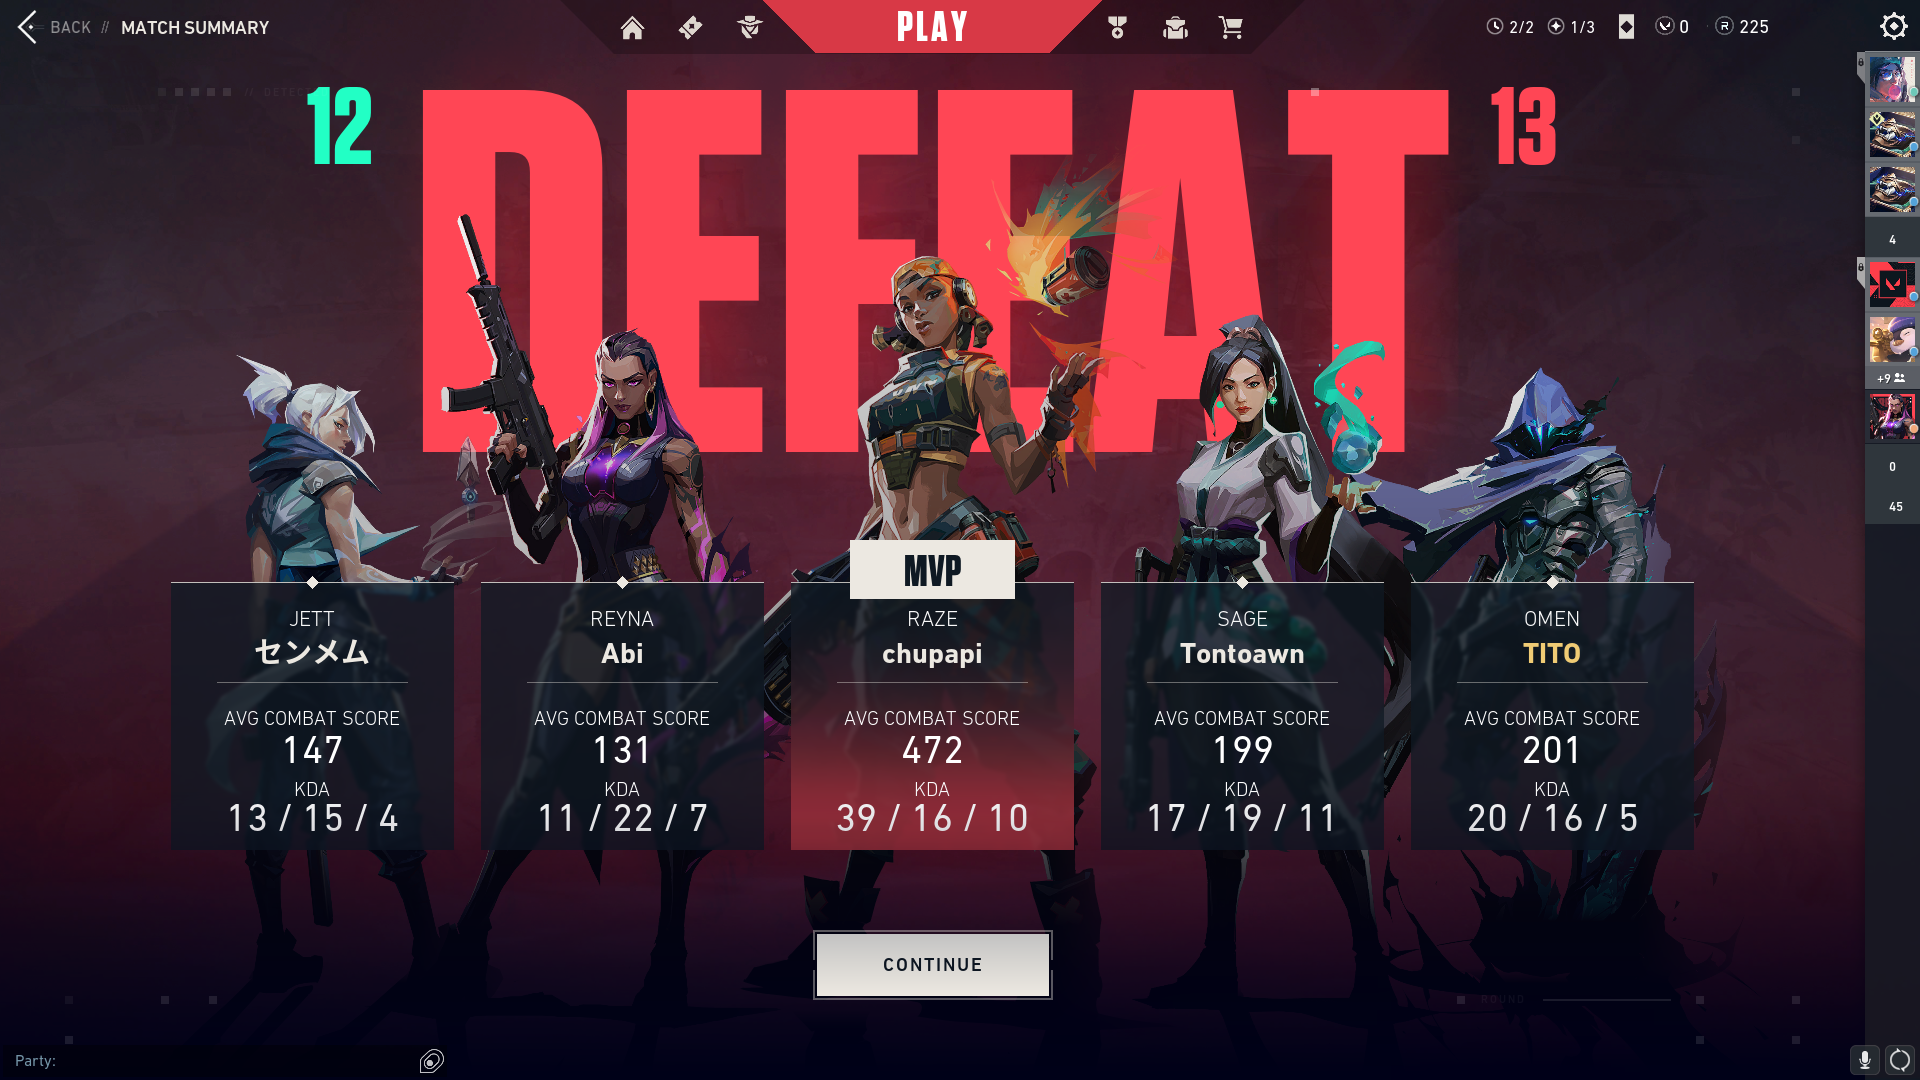 BACK // MATCH SUMMARY
PLAY
2/2 1/3 0 R 225
// DETECT
12 DEFEAT 13
4
+9
0
45
MVP
JETT
センメム
AVG COMBAT SCORE
147
KDA
13 / 15 / 4
REYNA
Abi
AVG COMBAT SCORE
131
KDA
11 / 22 / 7
RAZE
chupapi
AVG COMBAT SCORE
472
KDA
39 / 16 / 10
SAGE
Tontoawn
AVG COMBAT SCORE
199
KDA
17 / 19 / 11
OMEN
TITO
AVG COMBAT SCORE
201
KDA
20 / 16 / 5
CONTINUE
ROUND
Party: